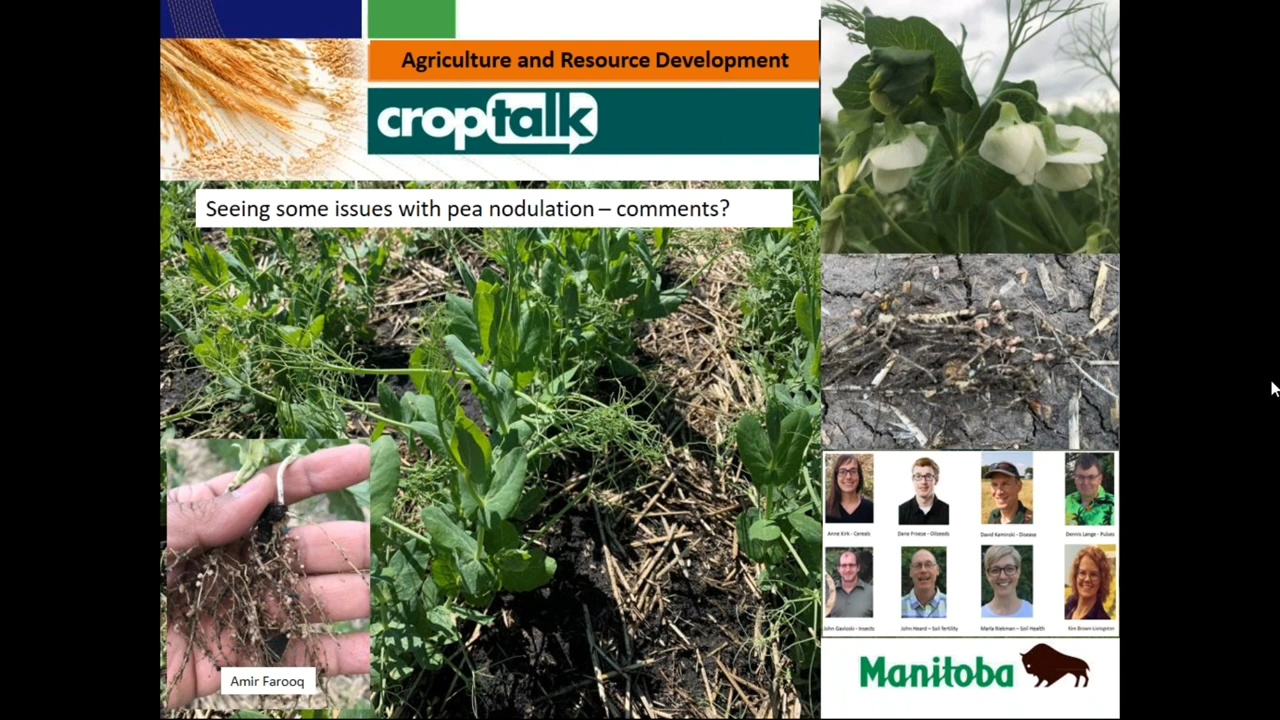 Agriculture and Resource Development
croptalk
Seeing some issues with pea nodulation – comments?
Anne Kirk - Cereals
Dane Froese - Oilseeds
David Kaminski - Disease
Dennis Lange - Pulses
John Gavloski - Insects
John Heard – Soil fertility
Marla Riekman – Soil Health
Kim Brown Livingston
Amir Farooq
Manitoba